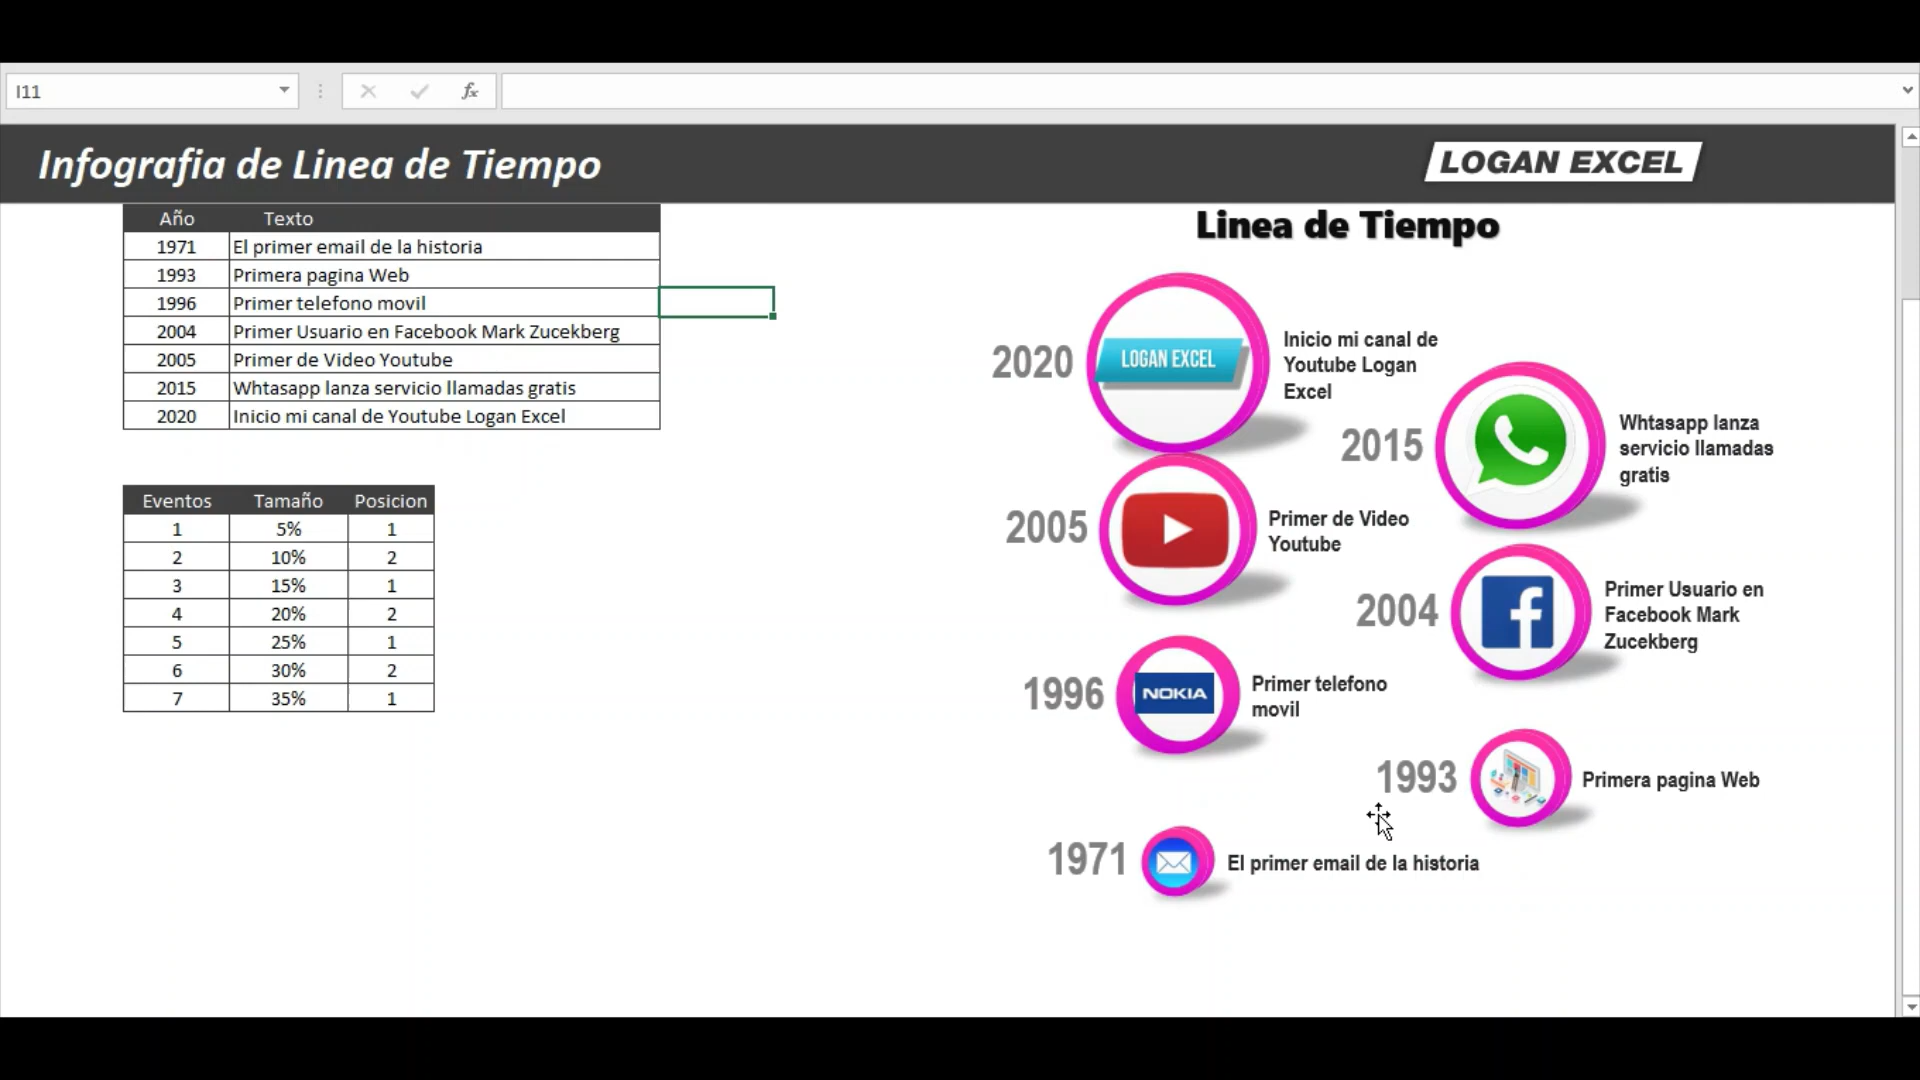 I11
fx
Infografia de Linea de Tiempo
LOGAN EXCEL
Año Texto
1971 El primer email de la historia
1993 Primera pagina Web
1996 Primer telefono movil
2004 Primer Usuario en Facebook Mark Zucekberg
2005 Primer de Video Youtube
2015 Whtasapp lanza servicio llamadas gratis
2020 Inicio mi canal de Youtube Logan Excel
Eventos Tamaño Posicion
1 5% 1
2 10% 2
3 15% 1
4 20% 2
5 25% 1
6 30% 2
7 35% 1
Linea de Tiempo
2020
LOGAN EXCEL
Inicio mi canal de
Youtube Logan
Excel
2015
Whtasapp lanza
servicio llamadas
gratis
2005
Primer de Video
Youtube
2004
Primer Usuario en
Facebook Mark
Zucekberg
1996
NOKIA
Primer telefono
movil
1993
Primera pagina Web
1971
El primer email de la historia